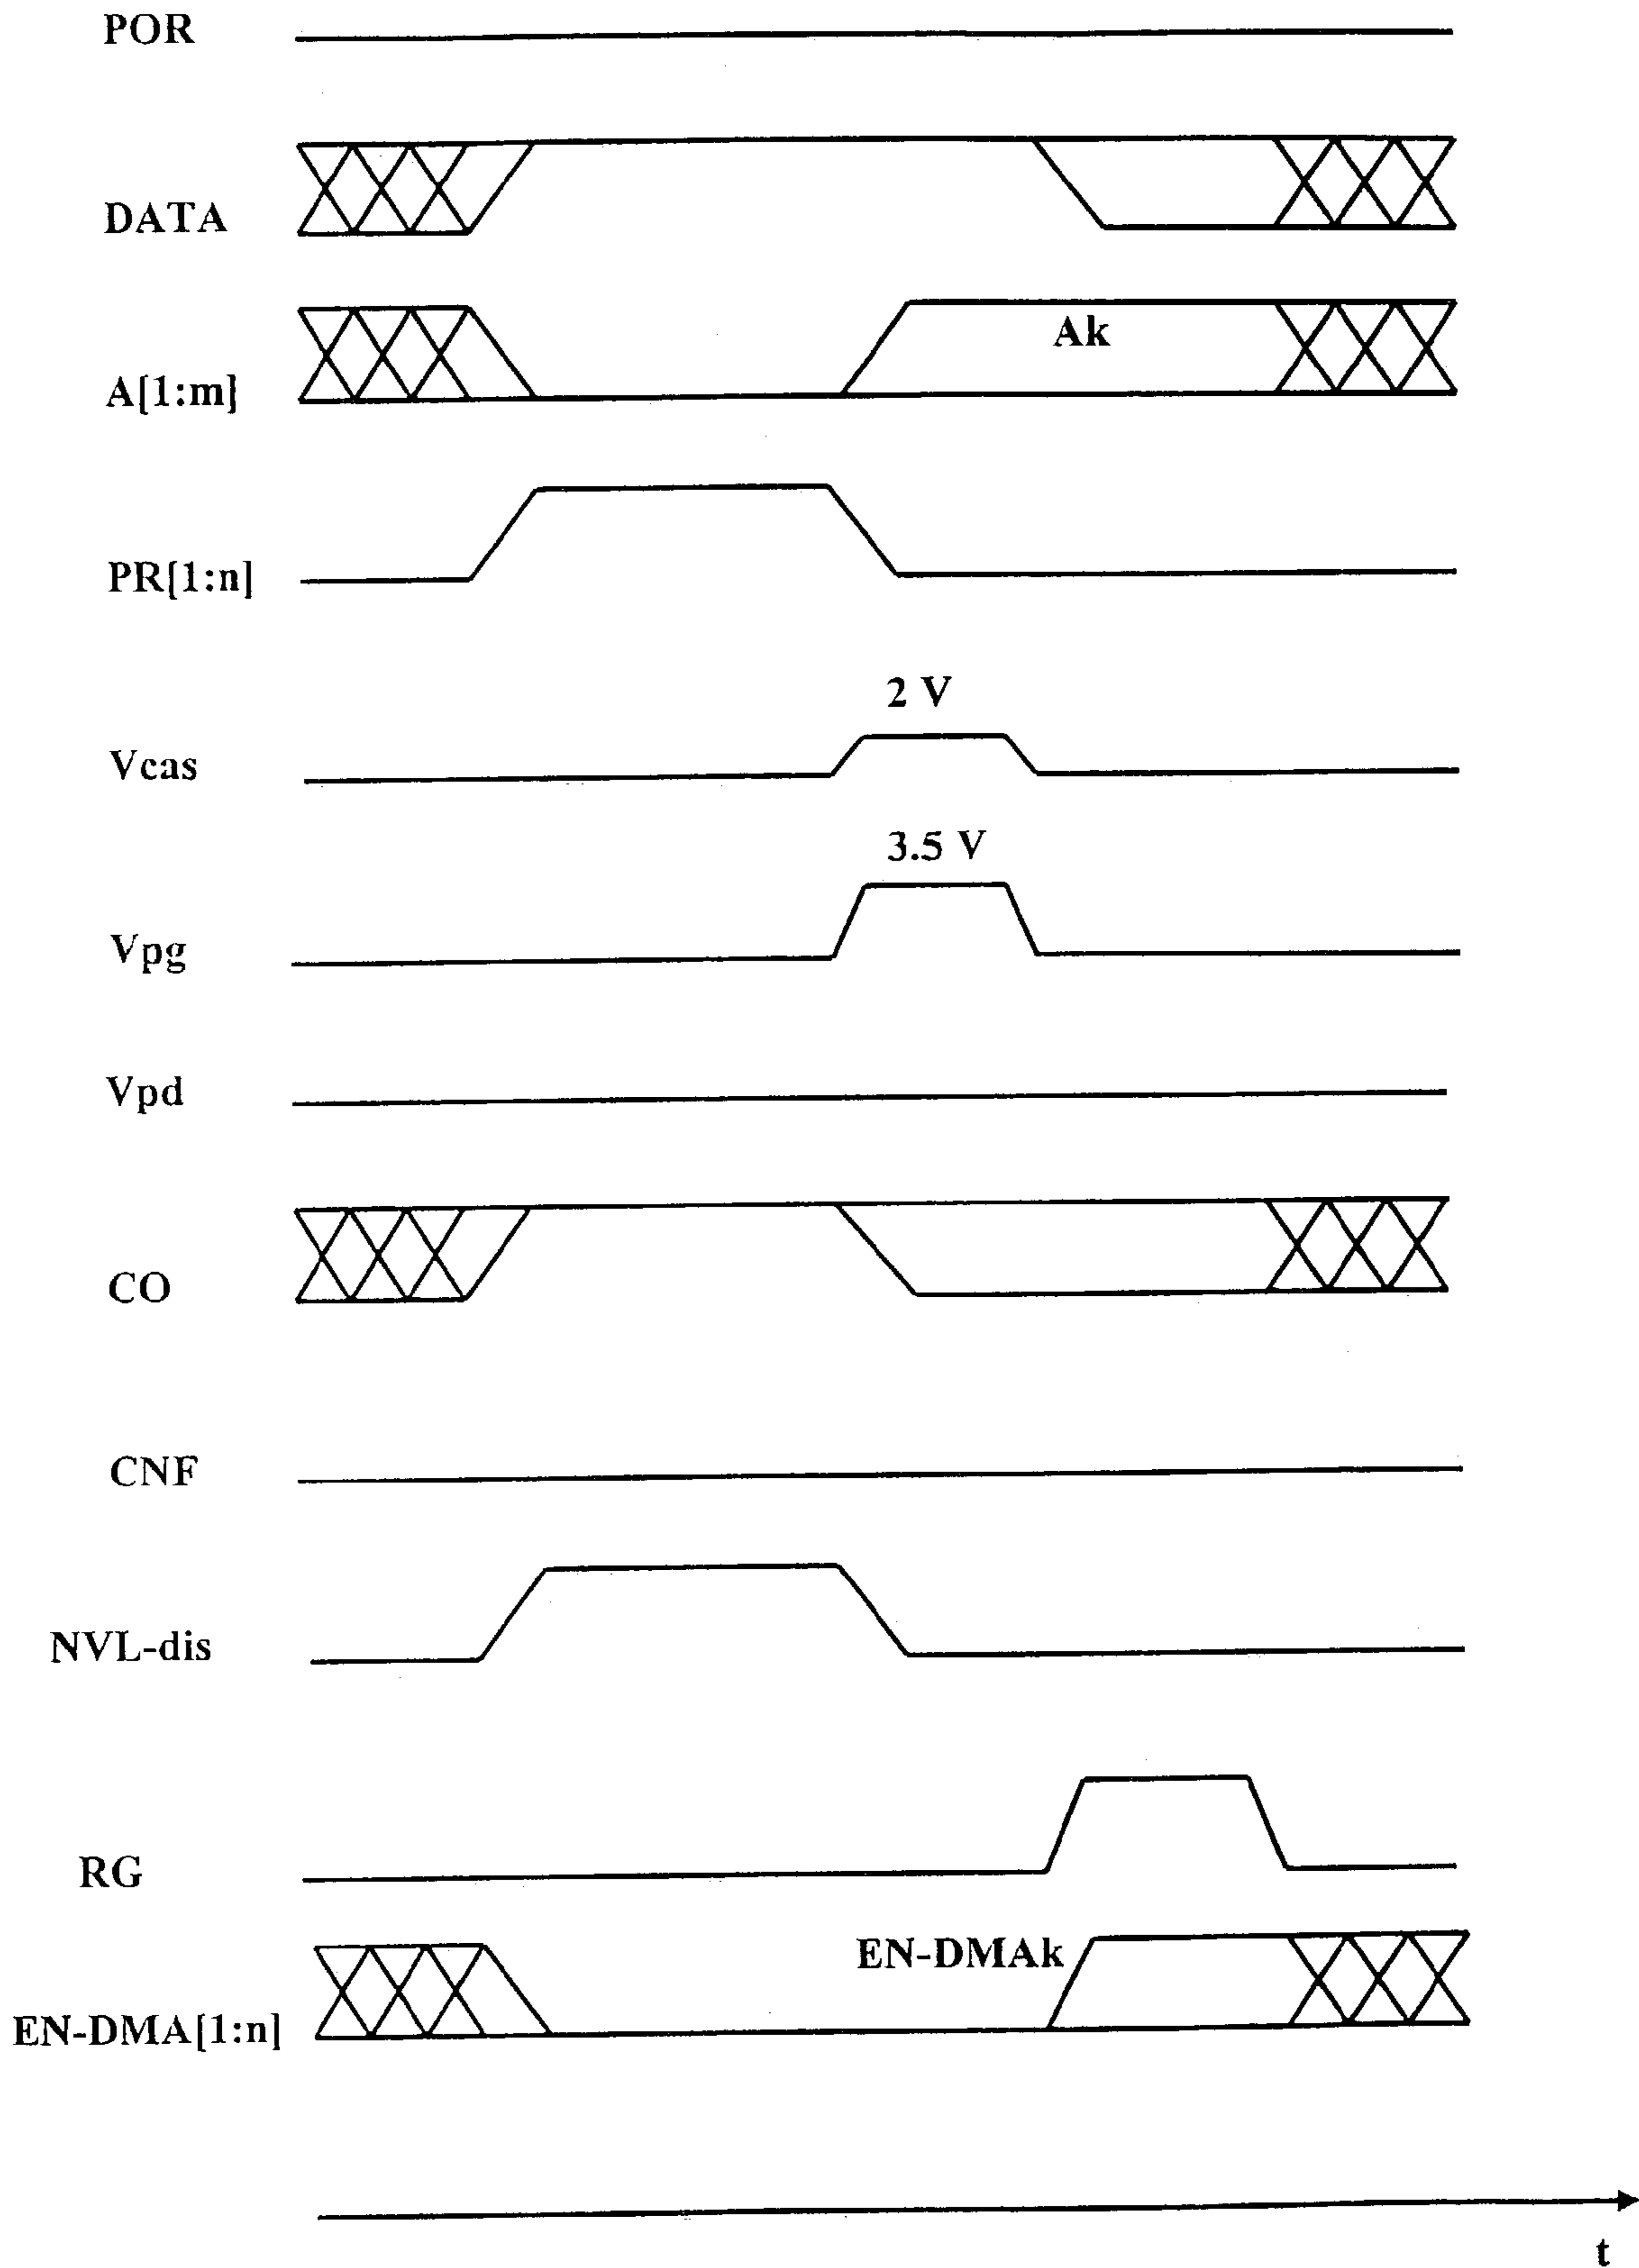 POR
DATA
Ak
A[1:m]
PR[1:n]
2 V
Vcas
3.5 V
Vpg
Vpd
CO
CNF
NVL-dis
RG
EN-DMAk
EN-DMA[1:n]
t